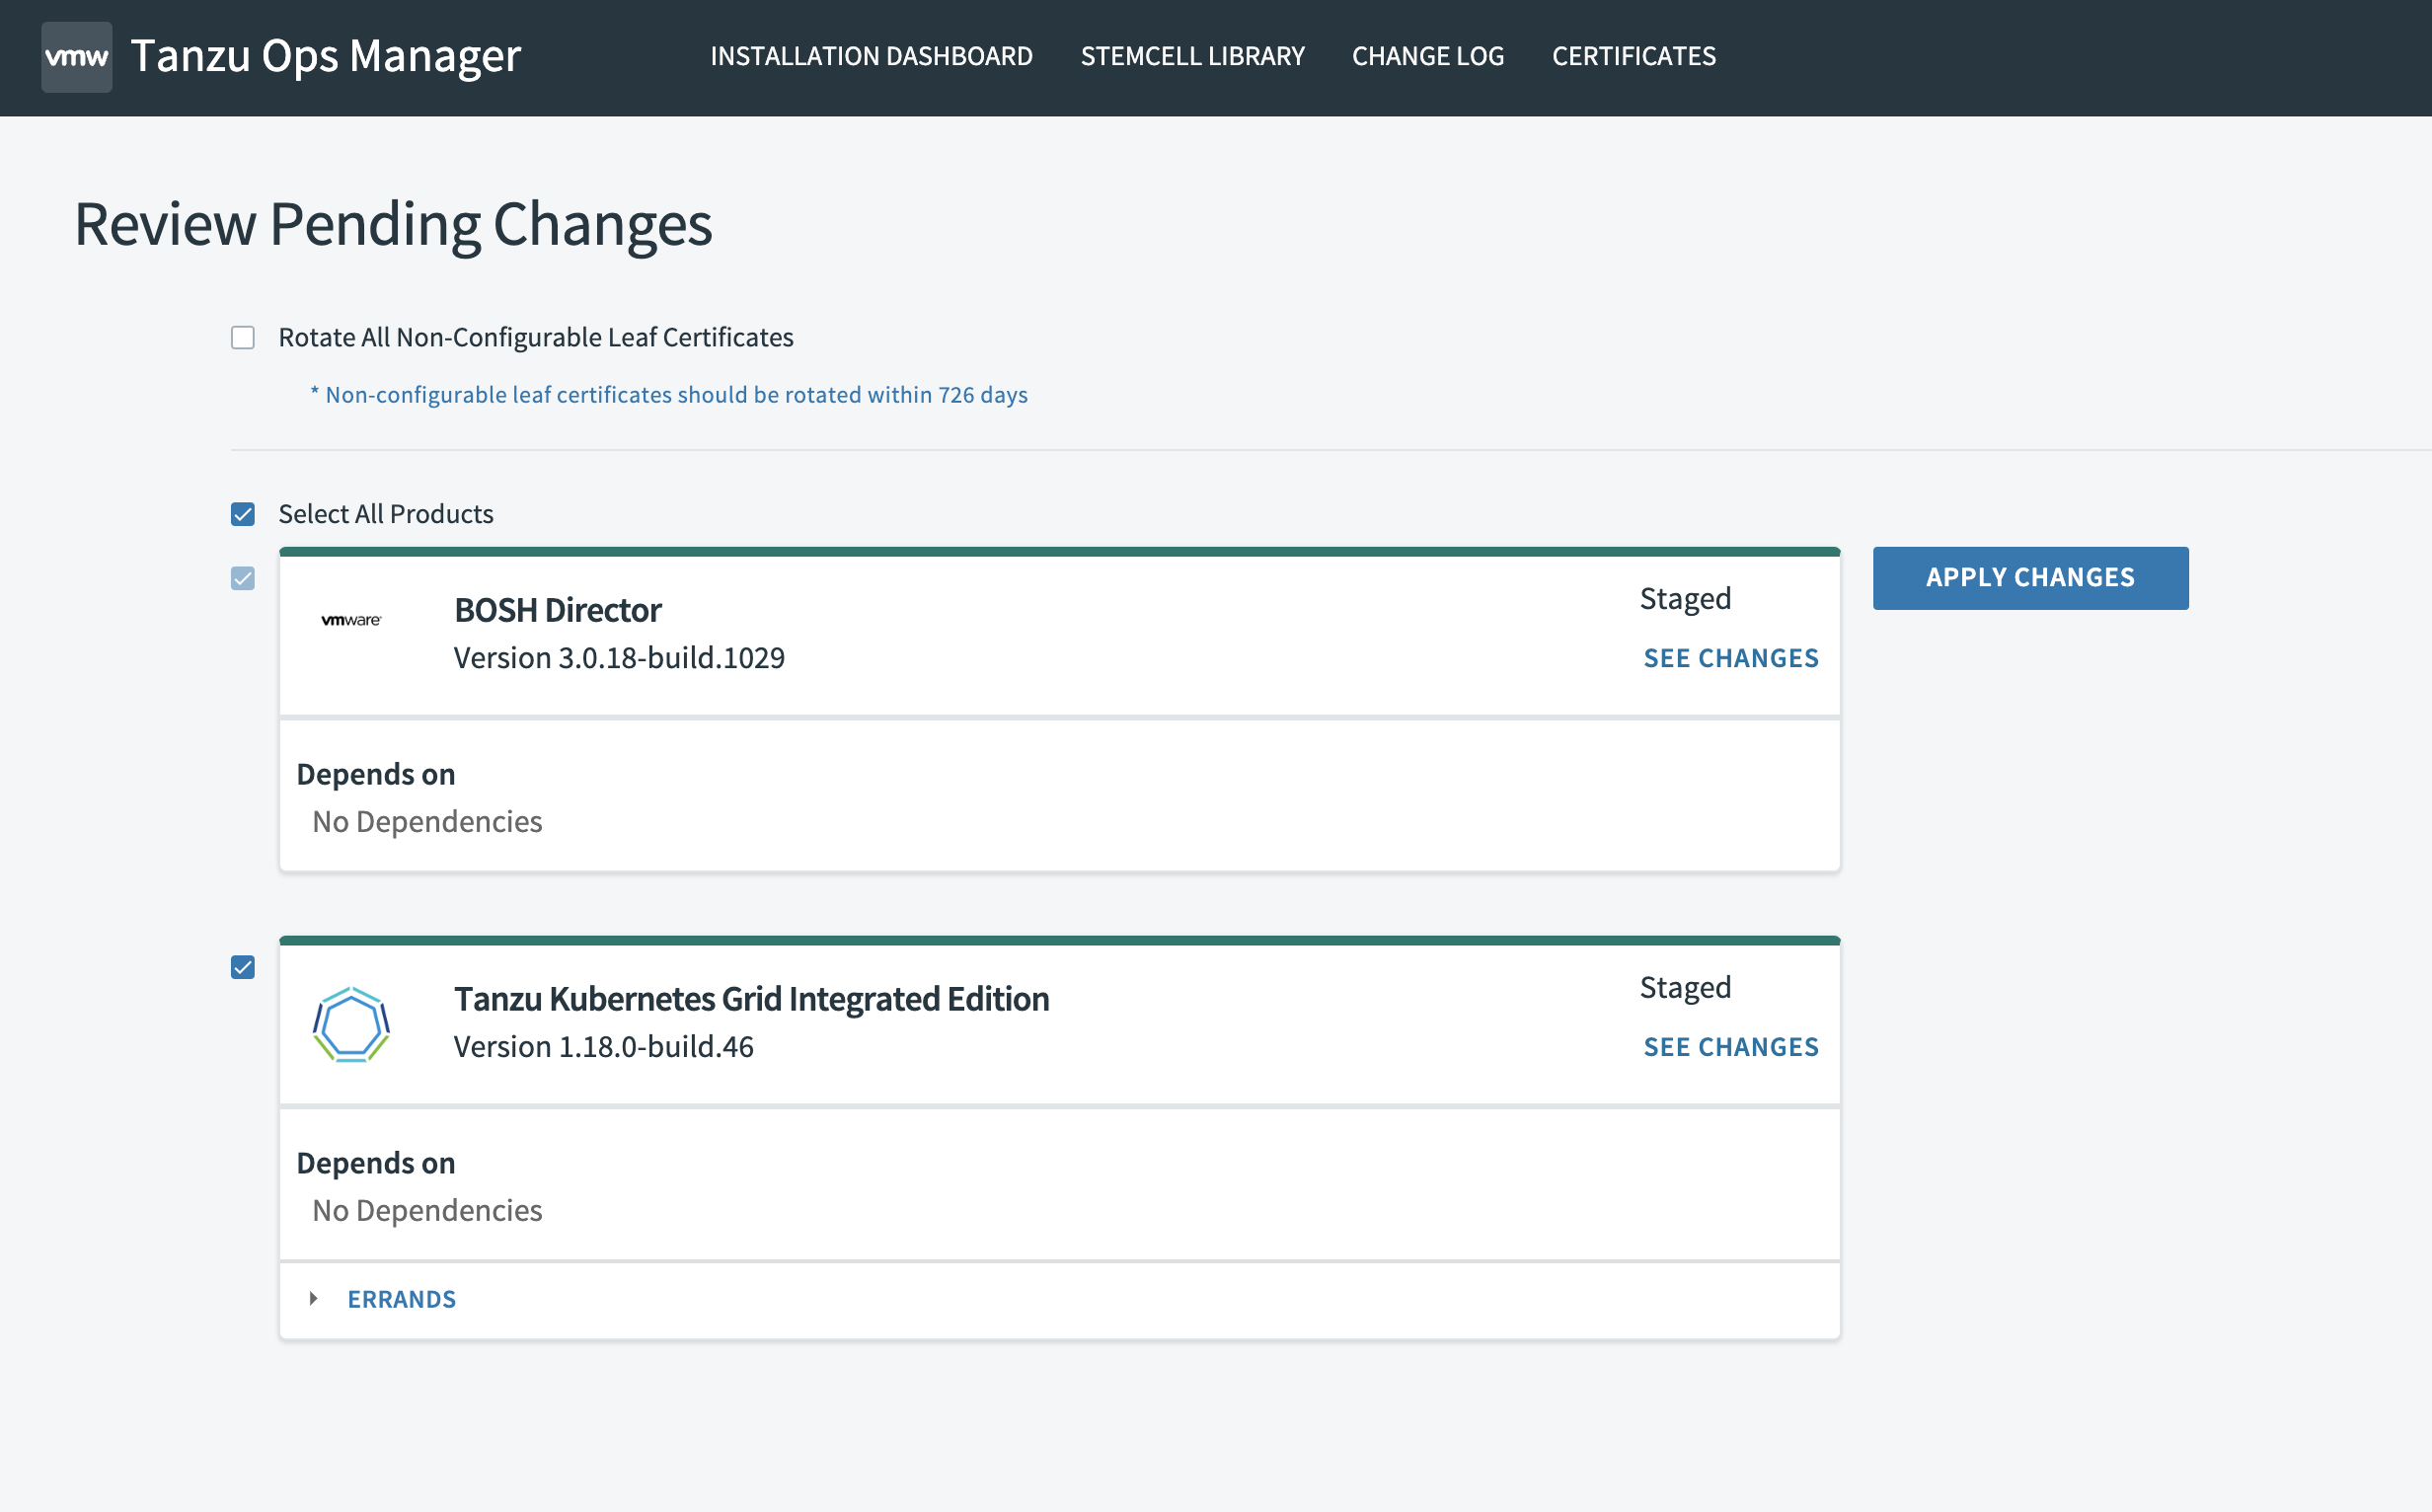 vmw Tanzu Ops Manager INSTALLATION DASHBOARD STEMCELL LIBRARY CHANGE LOG CERTIFICATES
Review Pending Changes
Rotate All Non-Configurable Leaf Certificates
* Non-configurable leaf certificates should be rotated within 726 days
Select All Products
APPLY CHANGES
Staged
vmware BOSH Director
Version 3.0.18-build.1029
SEE CHANGES
Depends on
No Dependencies
Staged
Tanzu Kubernetes Grid Integrated Edition
Version 1.18.0-build.46
SEE CHANGES
Depends on
No Dependencies
ERRANDS